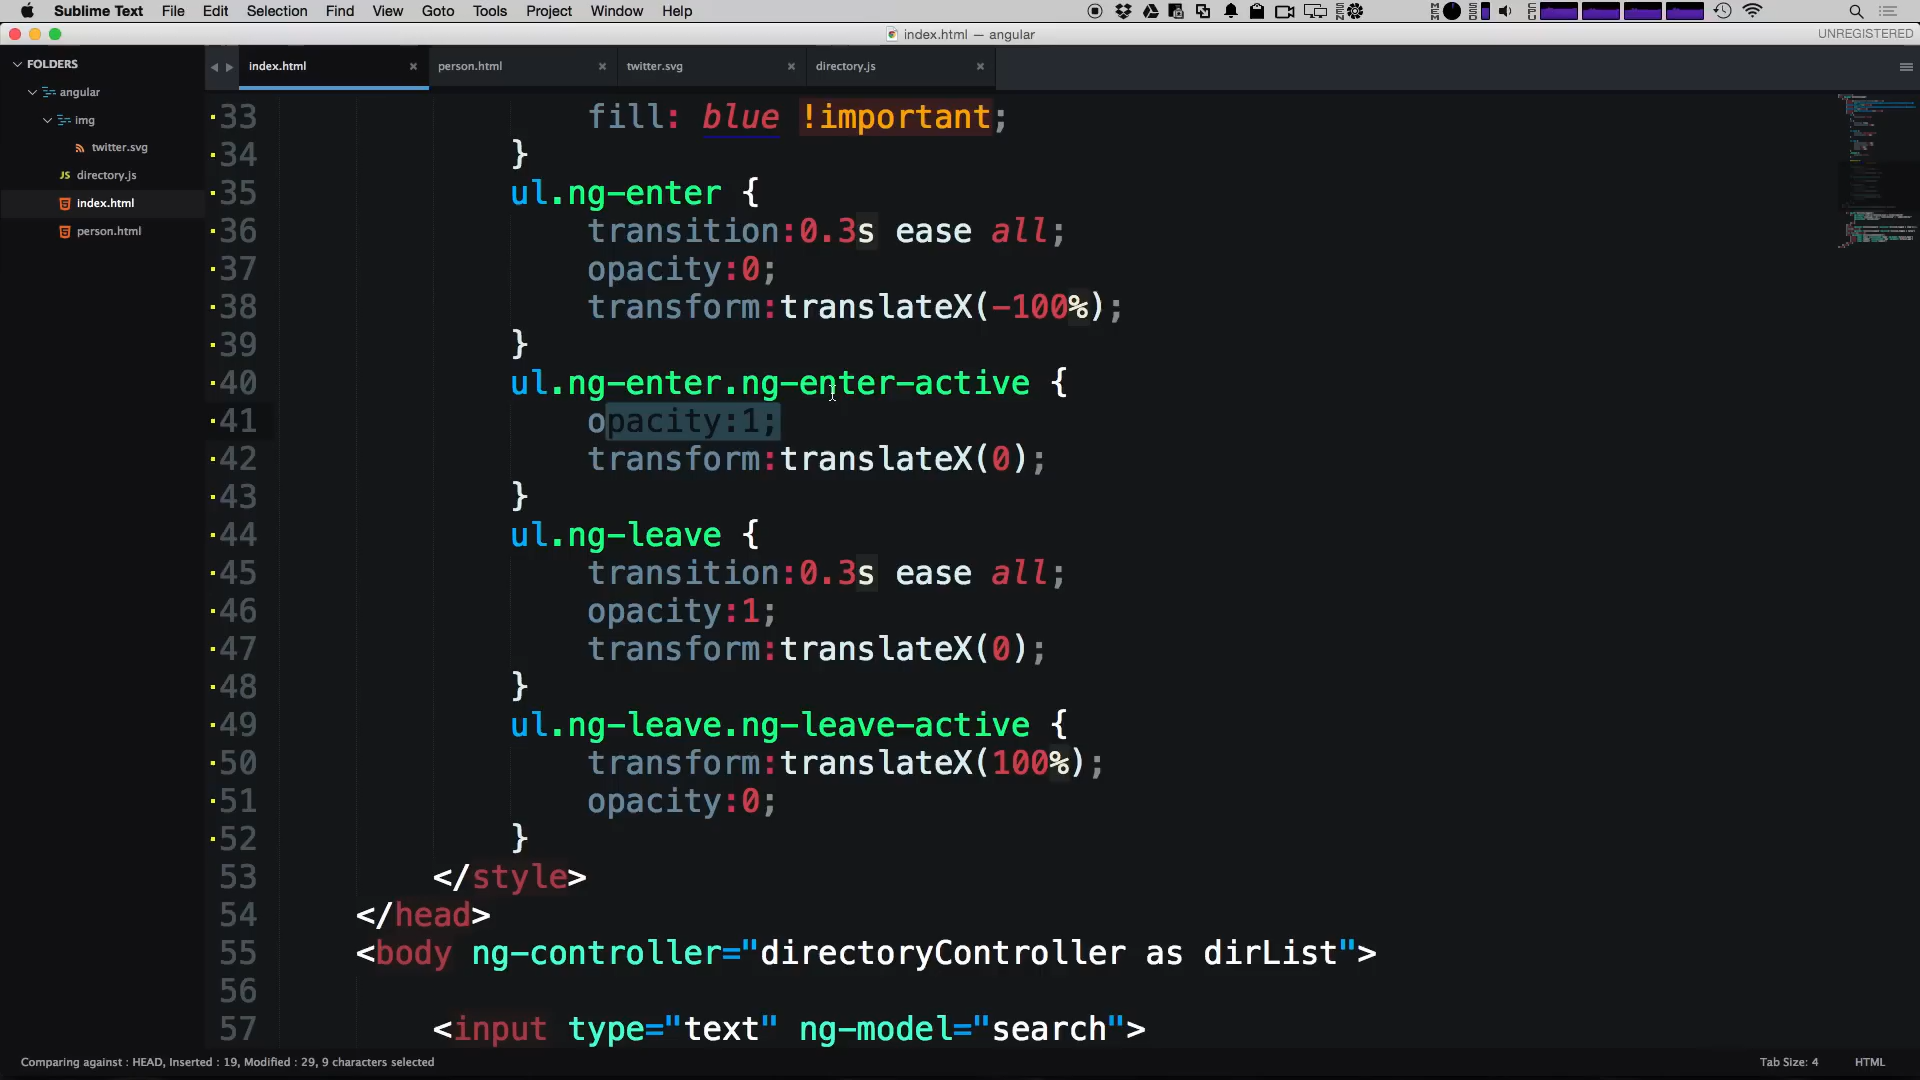 Sublime Text File Edit Selection Find View Goto Tools Project Window Help
index.html — angular
UNREGISTERED
FOLDERS
angular
img
twitter.svg
directory.js
index.html
person.html
index.html person.html twitter.svg directory.js
33 fill: blue !important;
34 }
35 ul.ng-enter {
36 transition:0.3s ease all;
37 opacity:0;
38 transform:translateX(-100%);
39 }
40 ul.ng-enter.ng-enter-active {
41 opacity:1;
42 transform:translateX(0);
43 }
44 ul.ng-leave {
45 transition:0.3s ease all;
46 opacity:1;
47 transform:translateX(0);
48 }
49 ul.ng-leave.ng-leave-active {
50 transform:translateX(100%);
51 opacity:0;
52 }
53 </style>
54 </head>
55 <body ng-controller="directoryController as dirList">
56
57 <input type="text" ng-model="search">
Comparing against : HEAD, Inserted : 19, Modified : 29, 9 characters selected
Tab Size: 4 HTML